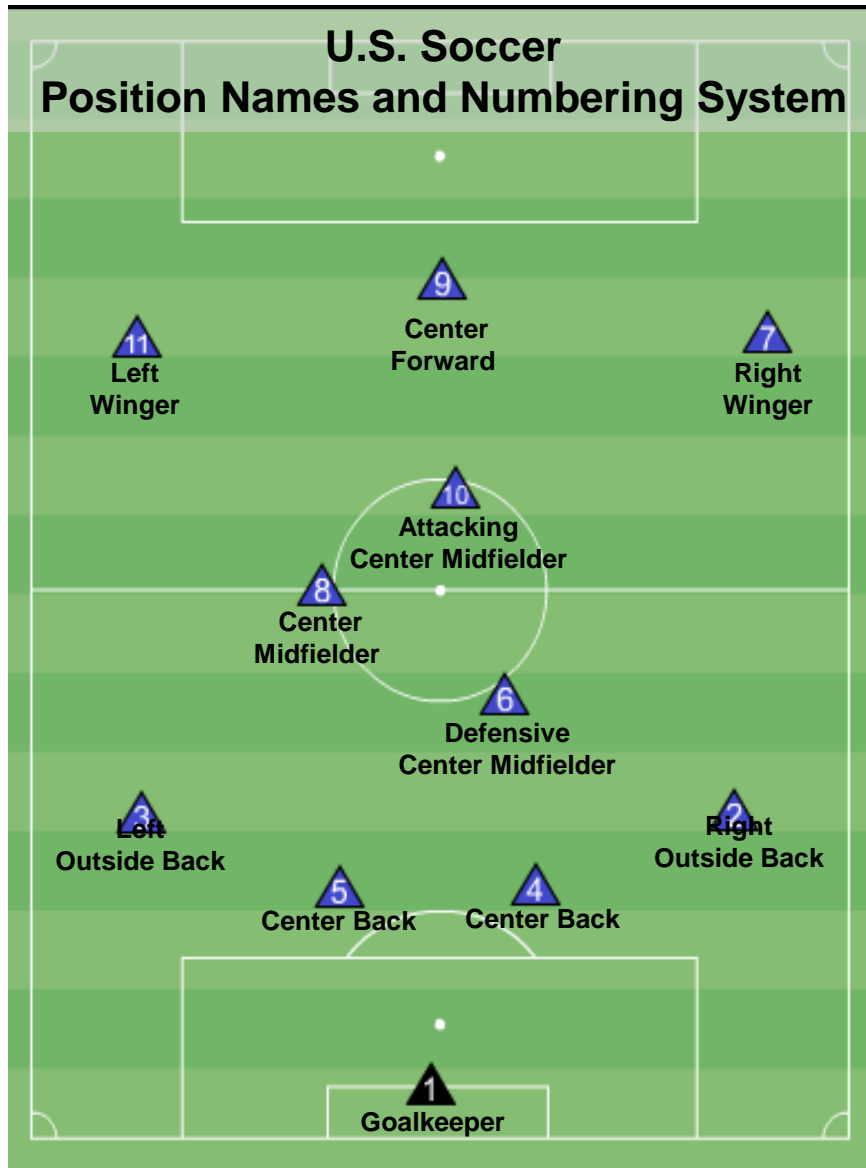 U.S. Soccer
Position Names and Numbering System
9
Center
Forward
11
Left
Winger
7
Right
Winger
10
Attacking
Center Midfielder
8
Center
Midfielder
6
Defensive
Center Midfielder
3
Left
Outside Back
2
Right
Outside Back
5
Center Back
4
Center Back
1
Goalkeeper